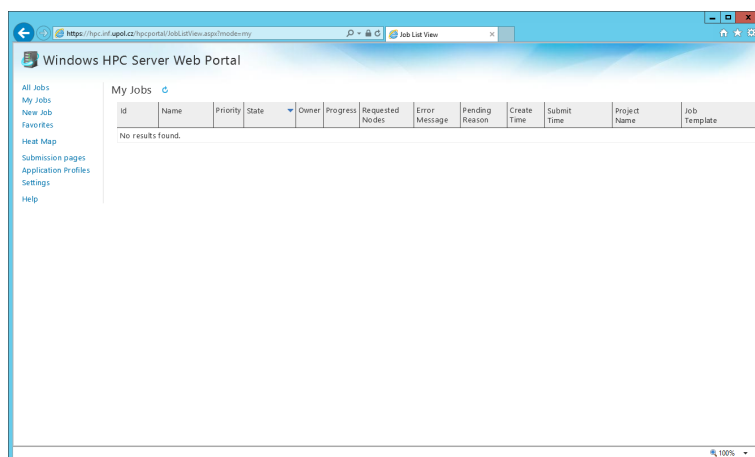 https://hpc.inf.upol.cz/hpcportal/JobListView.aspx?mode=my
Job List View
Windows HPC Server Web Portal
All Jobs
My Jobs
New Job
Favorites
Heat Map
Submission pages
Application Profiles
Settings
Help
My Jobs
Id Name Priority State Owner Progress Requested Nodes Error Message Pending Reason Create Time Submit Time Project Name Job Template
No results found.
100%